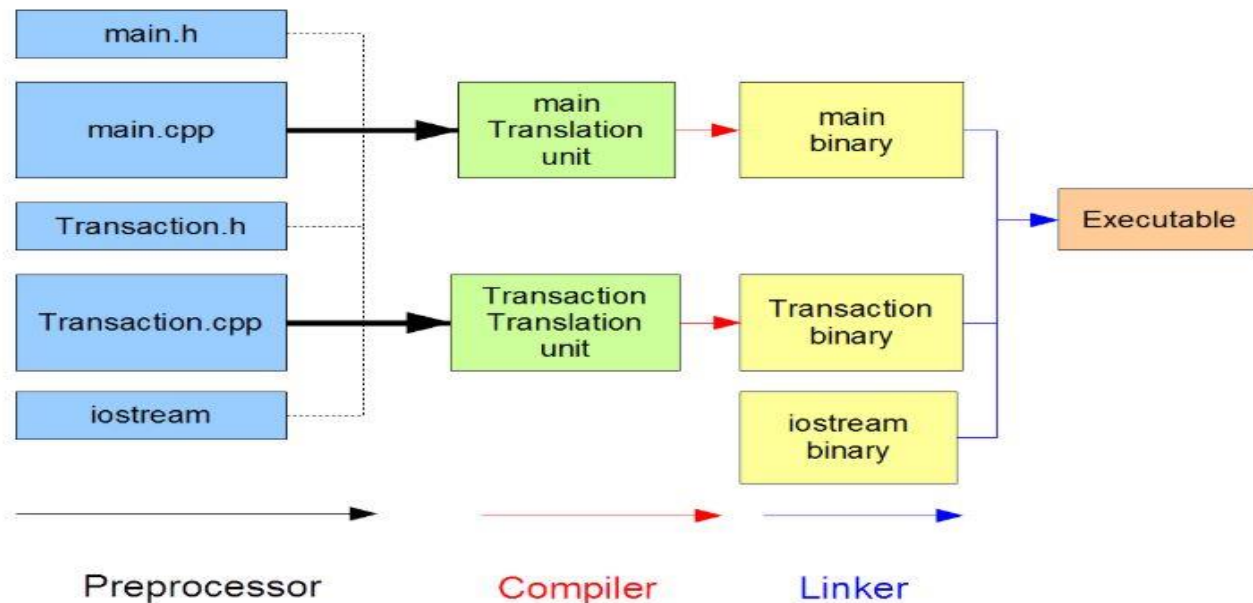 main.h
main.cpp
Transaction.h
Transaction.cpp
iostream
main
Translation
unit
Transaction
Translation
unit
main
binary
Transaction
binary
iostream
binary
Executable
Preprocessor
Compiler
Linker